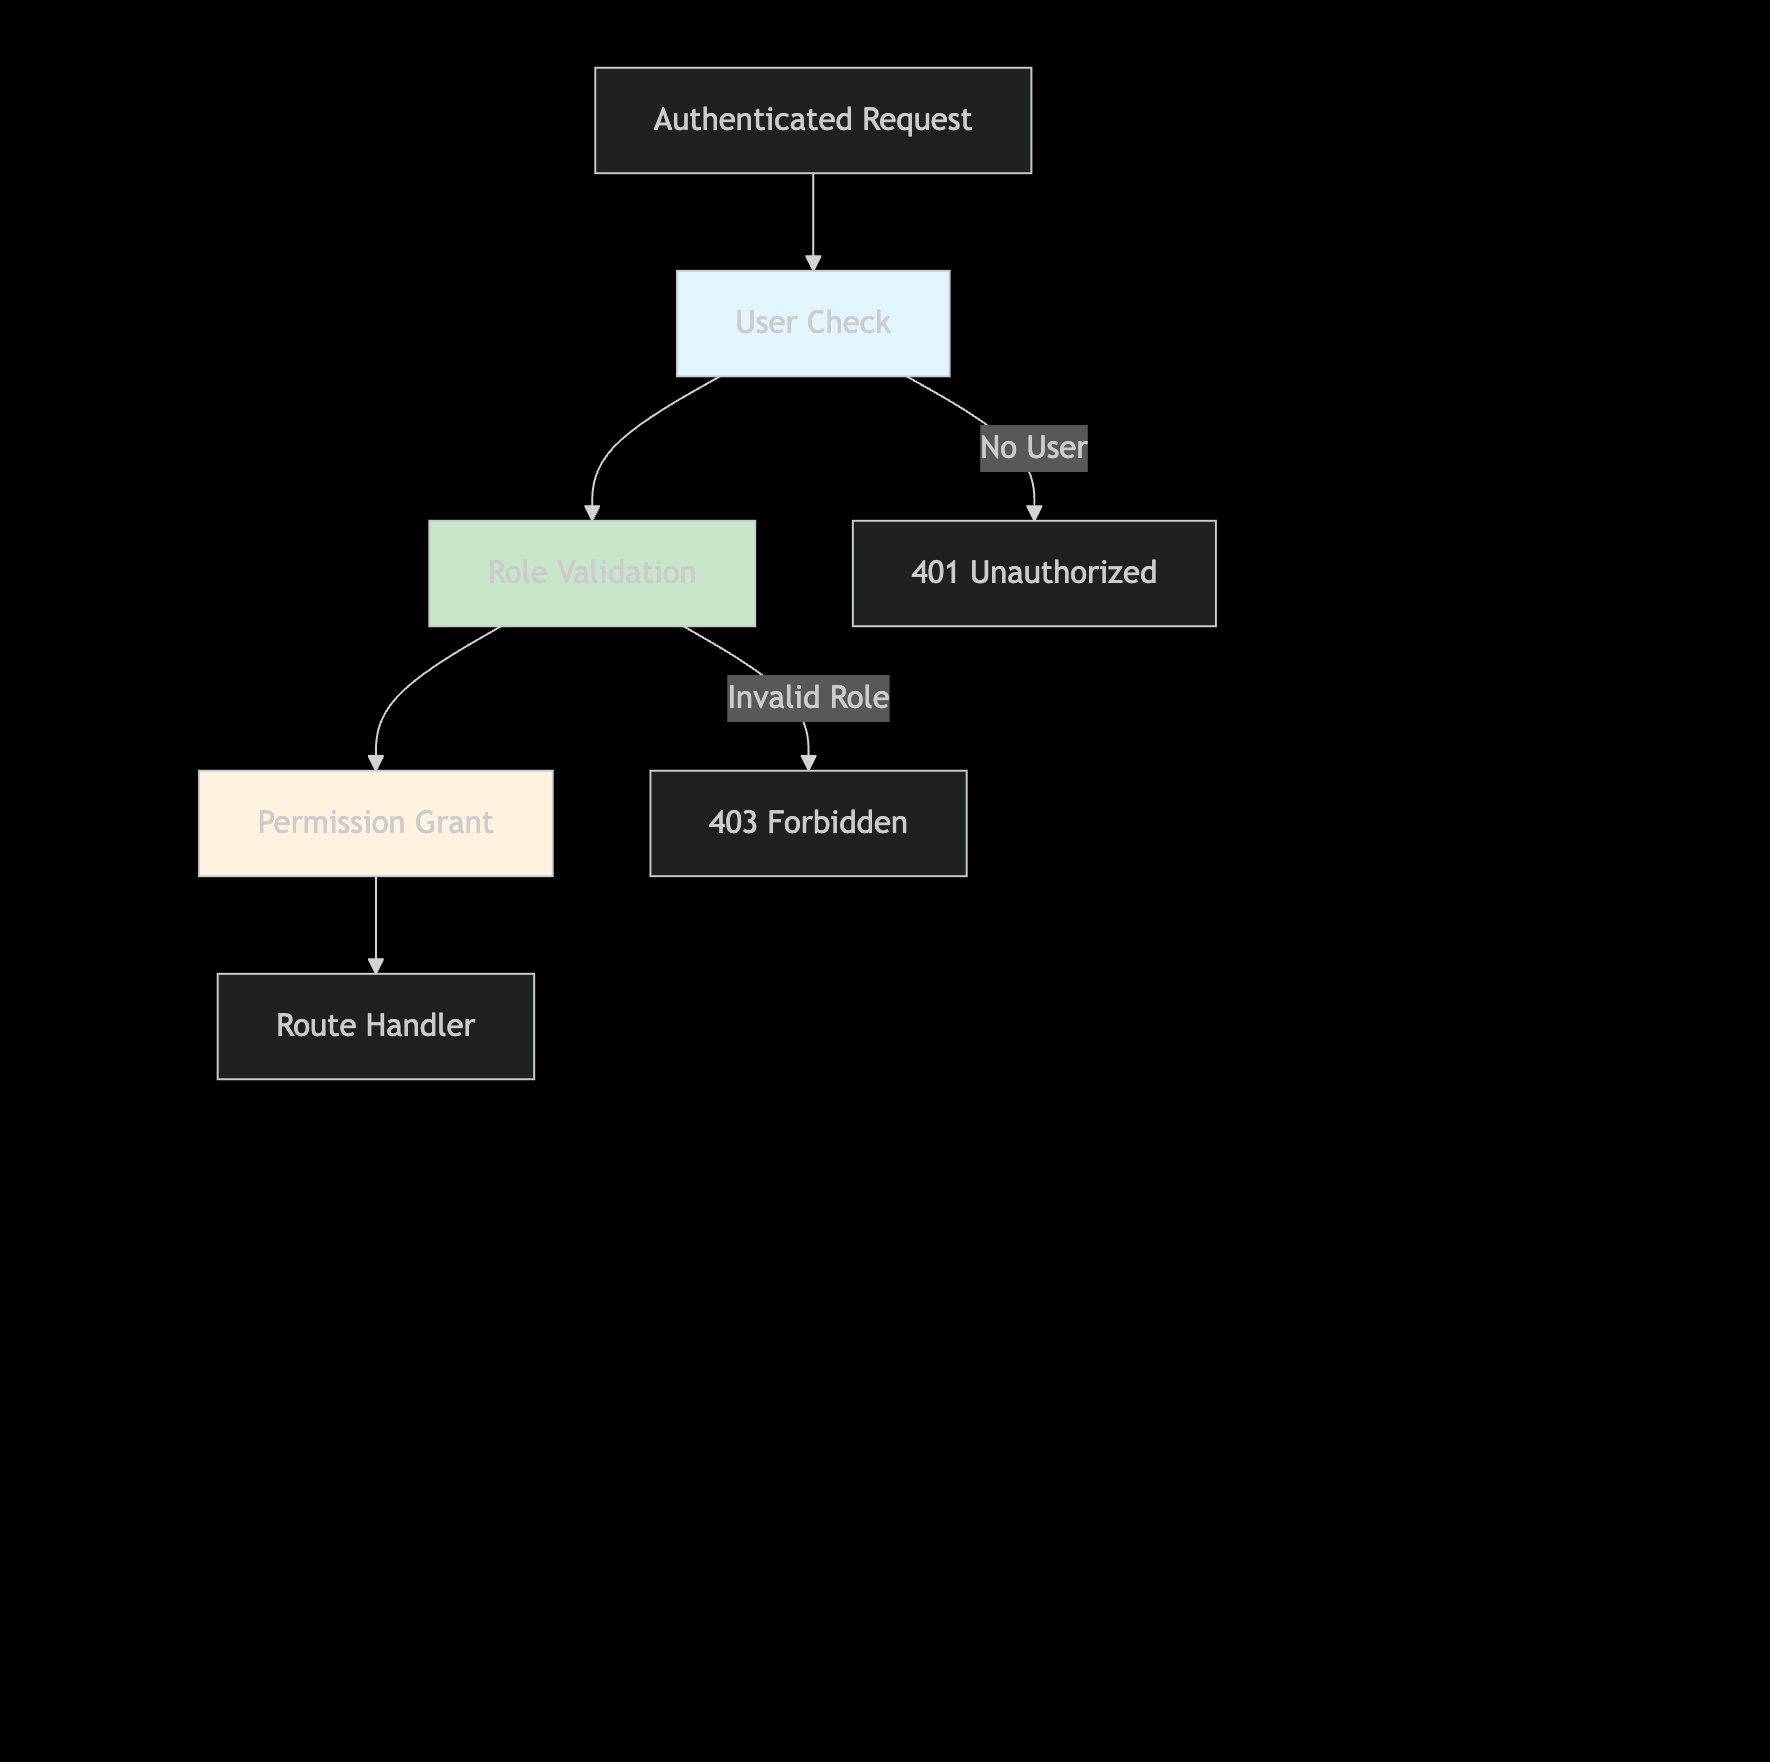 Authenticated Request
User Check
No User
Role Validation
401 Unauthorized
Invalid Role
Permission Grant
403 Forbidden
Route Handler